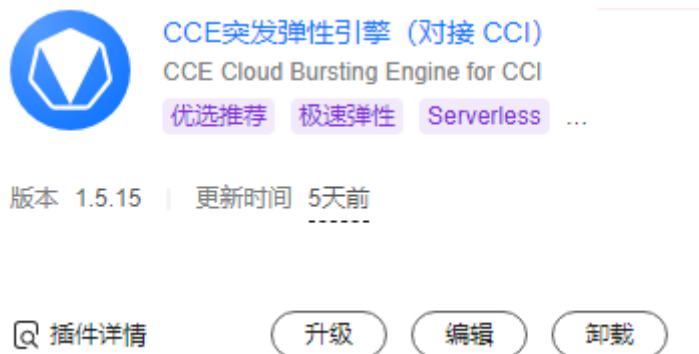 CCE突发弹性引擎（对接 CCI）
CCE Cloud Bursting Engine for CCI
优选推荐 极速弹性 Serverless ...
版本 1.5.15 更新时间 5天前
插件详情 升级 编辑 卸载